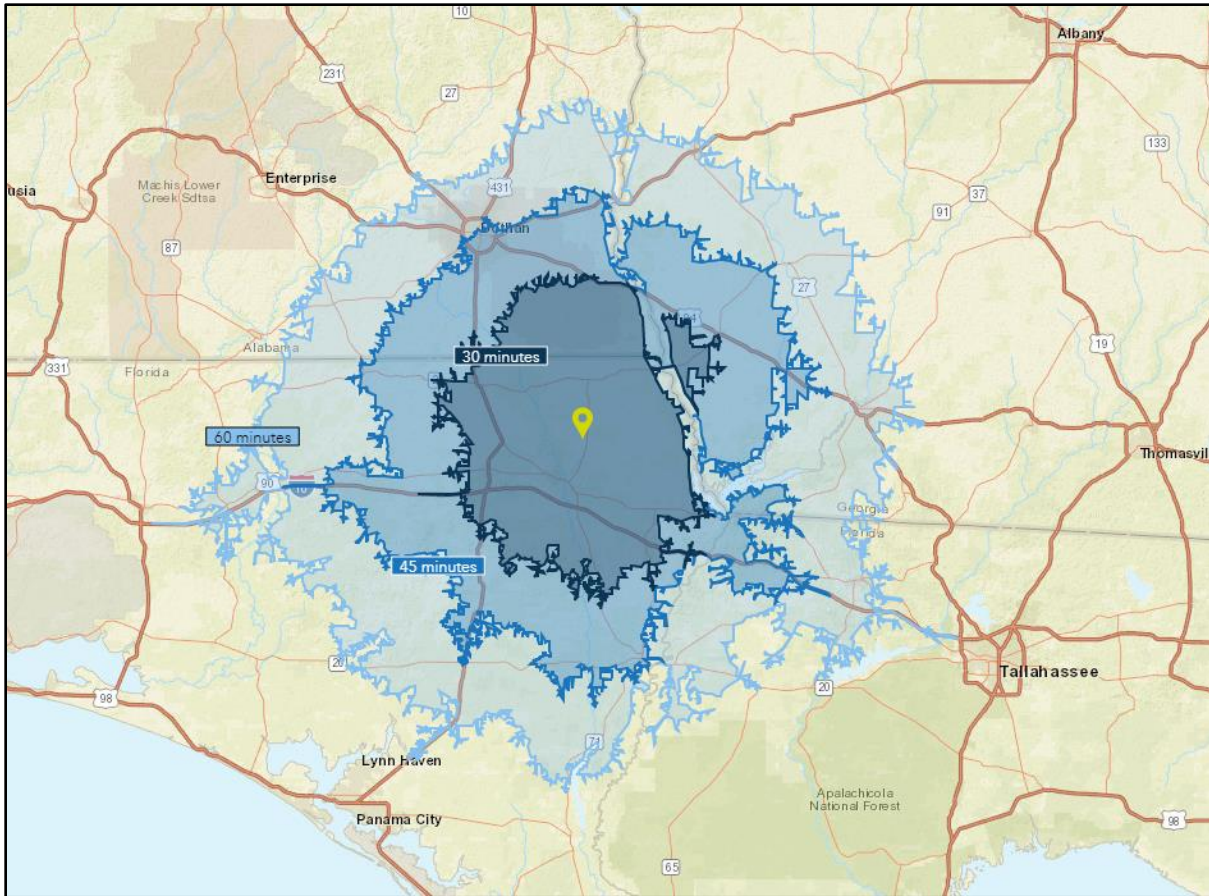 10
Albany
231
27
133
Machis Lower
Creek Sdtsa
Enterprise
usia
431
37
91
Dothan
87
27
84
30 minutes
19
Alabama
Florida
331
60 minutes
Thomasvil
90
10
Georgia
Florida
45 minutes
26
Tallahassee
20
98
71
Lynn Haven
Apalachicola
National Forest
Panama City
98
65